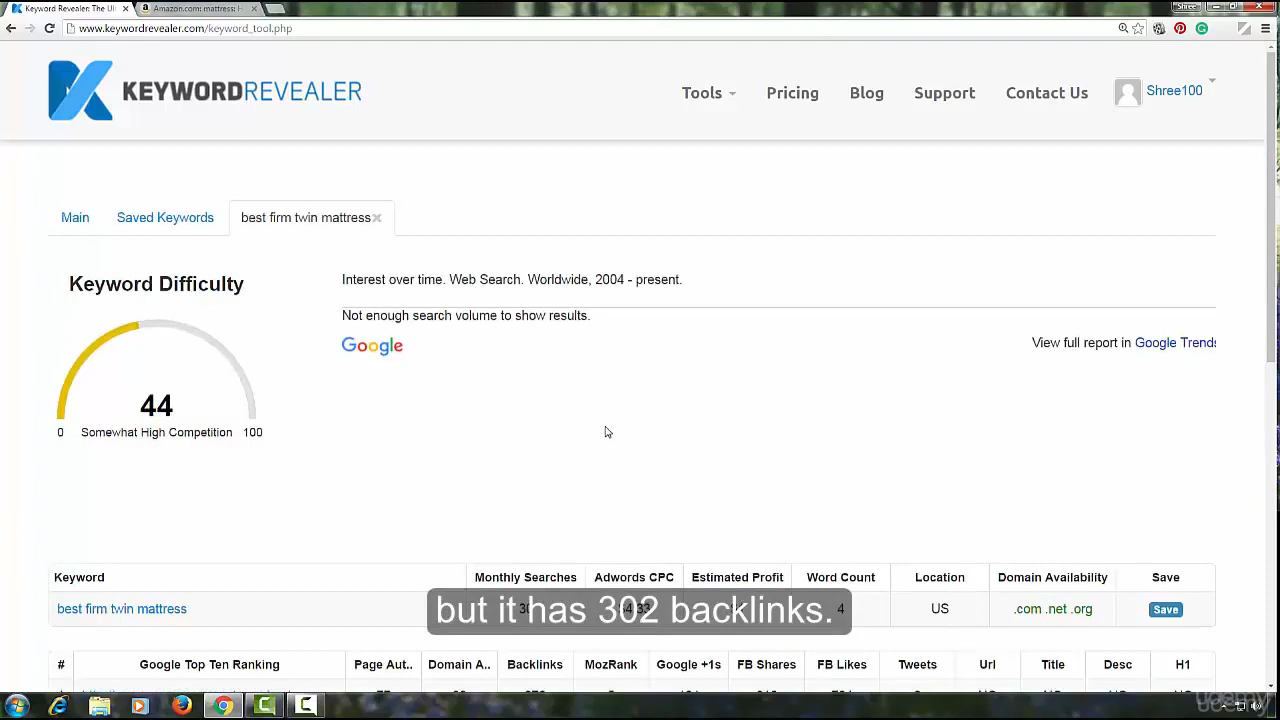 Keyword Revealer: The Ul
Amazon.com: mattress: H
Shree
www.keywordrevealer.com/keyword_tool.php
KEYWORDREVEALER
Tools
Pricing
Blog
Support
Contact Us
Shree100
Main
Saved Keywords
best firm twin mattress
Keyword Difficulty
44
0
Somewhat High Competition
100
Interest over time. Web Search. Worldwide, 2004 - present.
Not enough search volume to show results.
Google
View full report in Google Trends
Keyword Monthly Searches Adwords CPC Estimated Profit Word Count Location Domain Availability Save
best firm twin mattress 4 US .com .net .org Save
but it has 302 backlinks.
# Google Top Ten Ranking Page Aut.. Domain A.. Backlinks MozRank Google +1s FB Shares FB Likes Tweets Url Title Desc H1
udemy